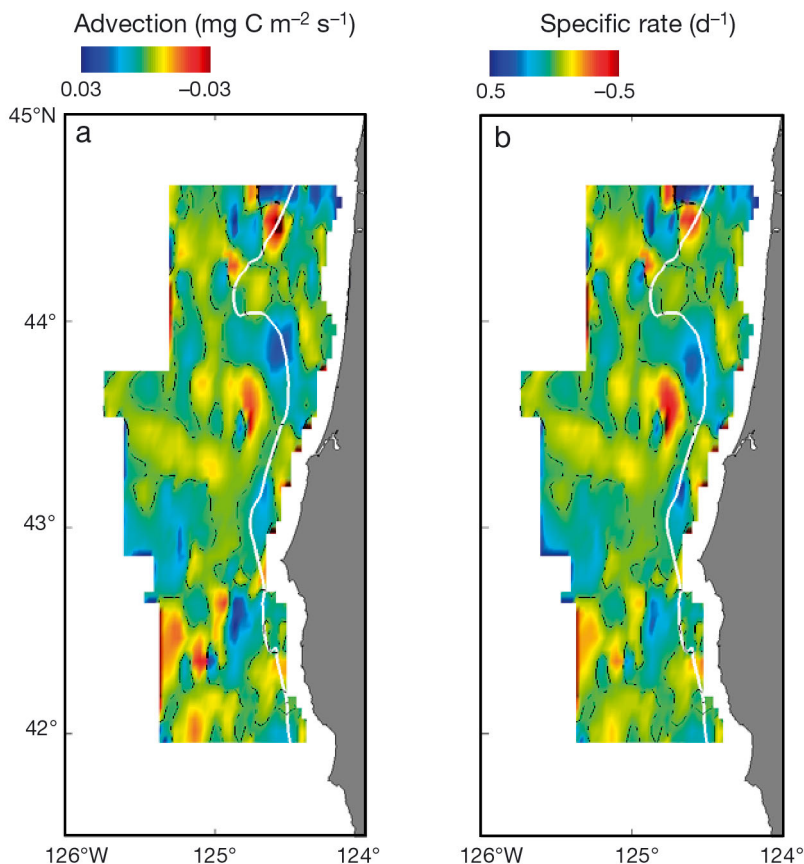 Advection (mg C m⁻² s⁻¹)
0.03 −0.03
Specific rate (d⁻¹)
0.5 −0.5
45°N
44°
43°
42°
a
126°W 125° 124°
b
126°W 125° 124°